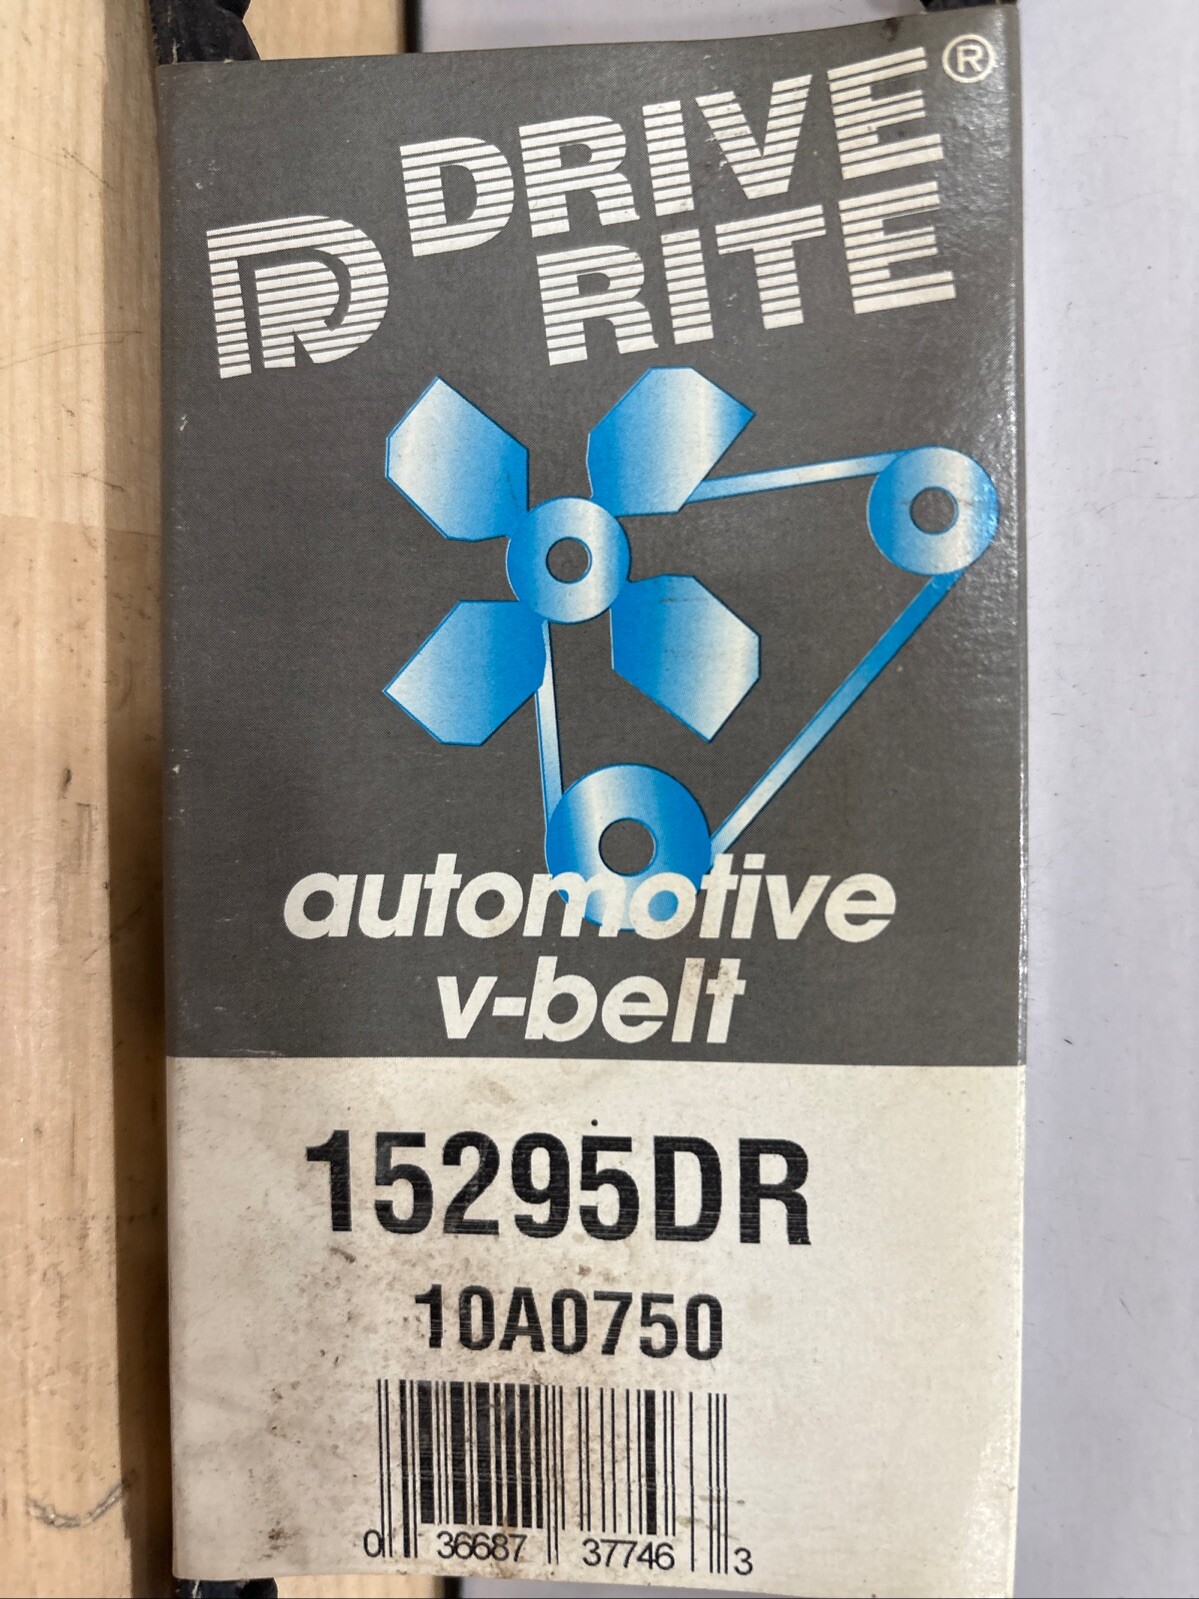 DR DRIVE ®
RITE
automotive
v-belt
15295DR
10A0750
0 36687 37746 3